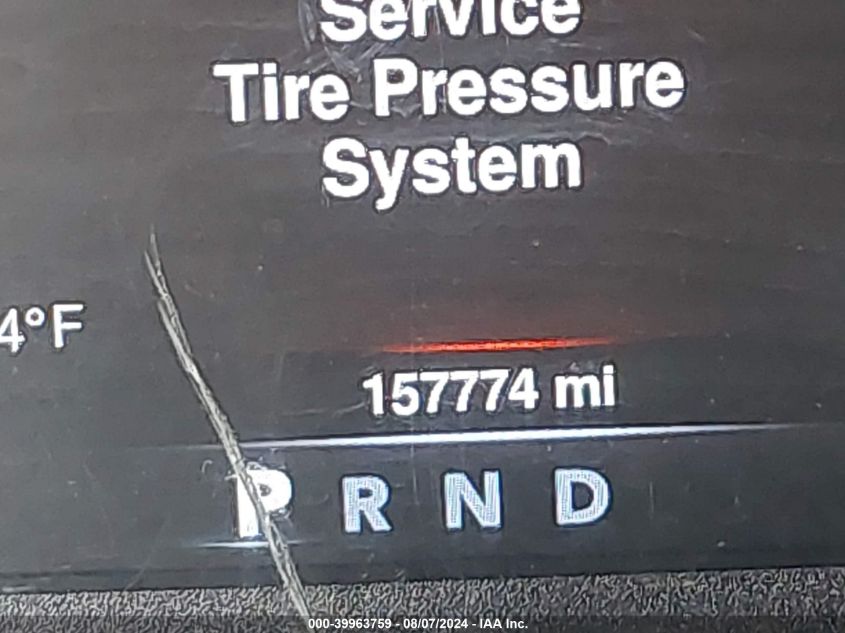 Service
Tire Pressure
System
4°F
157774 mi
P R N D
000-39963759 - 08/07/2024 - IAA Inc.